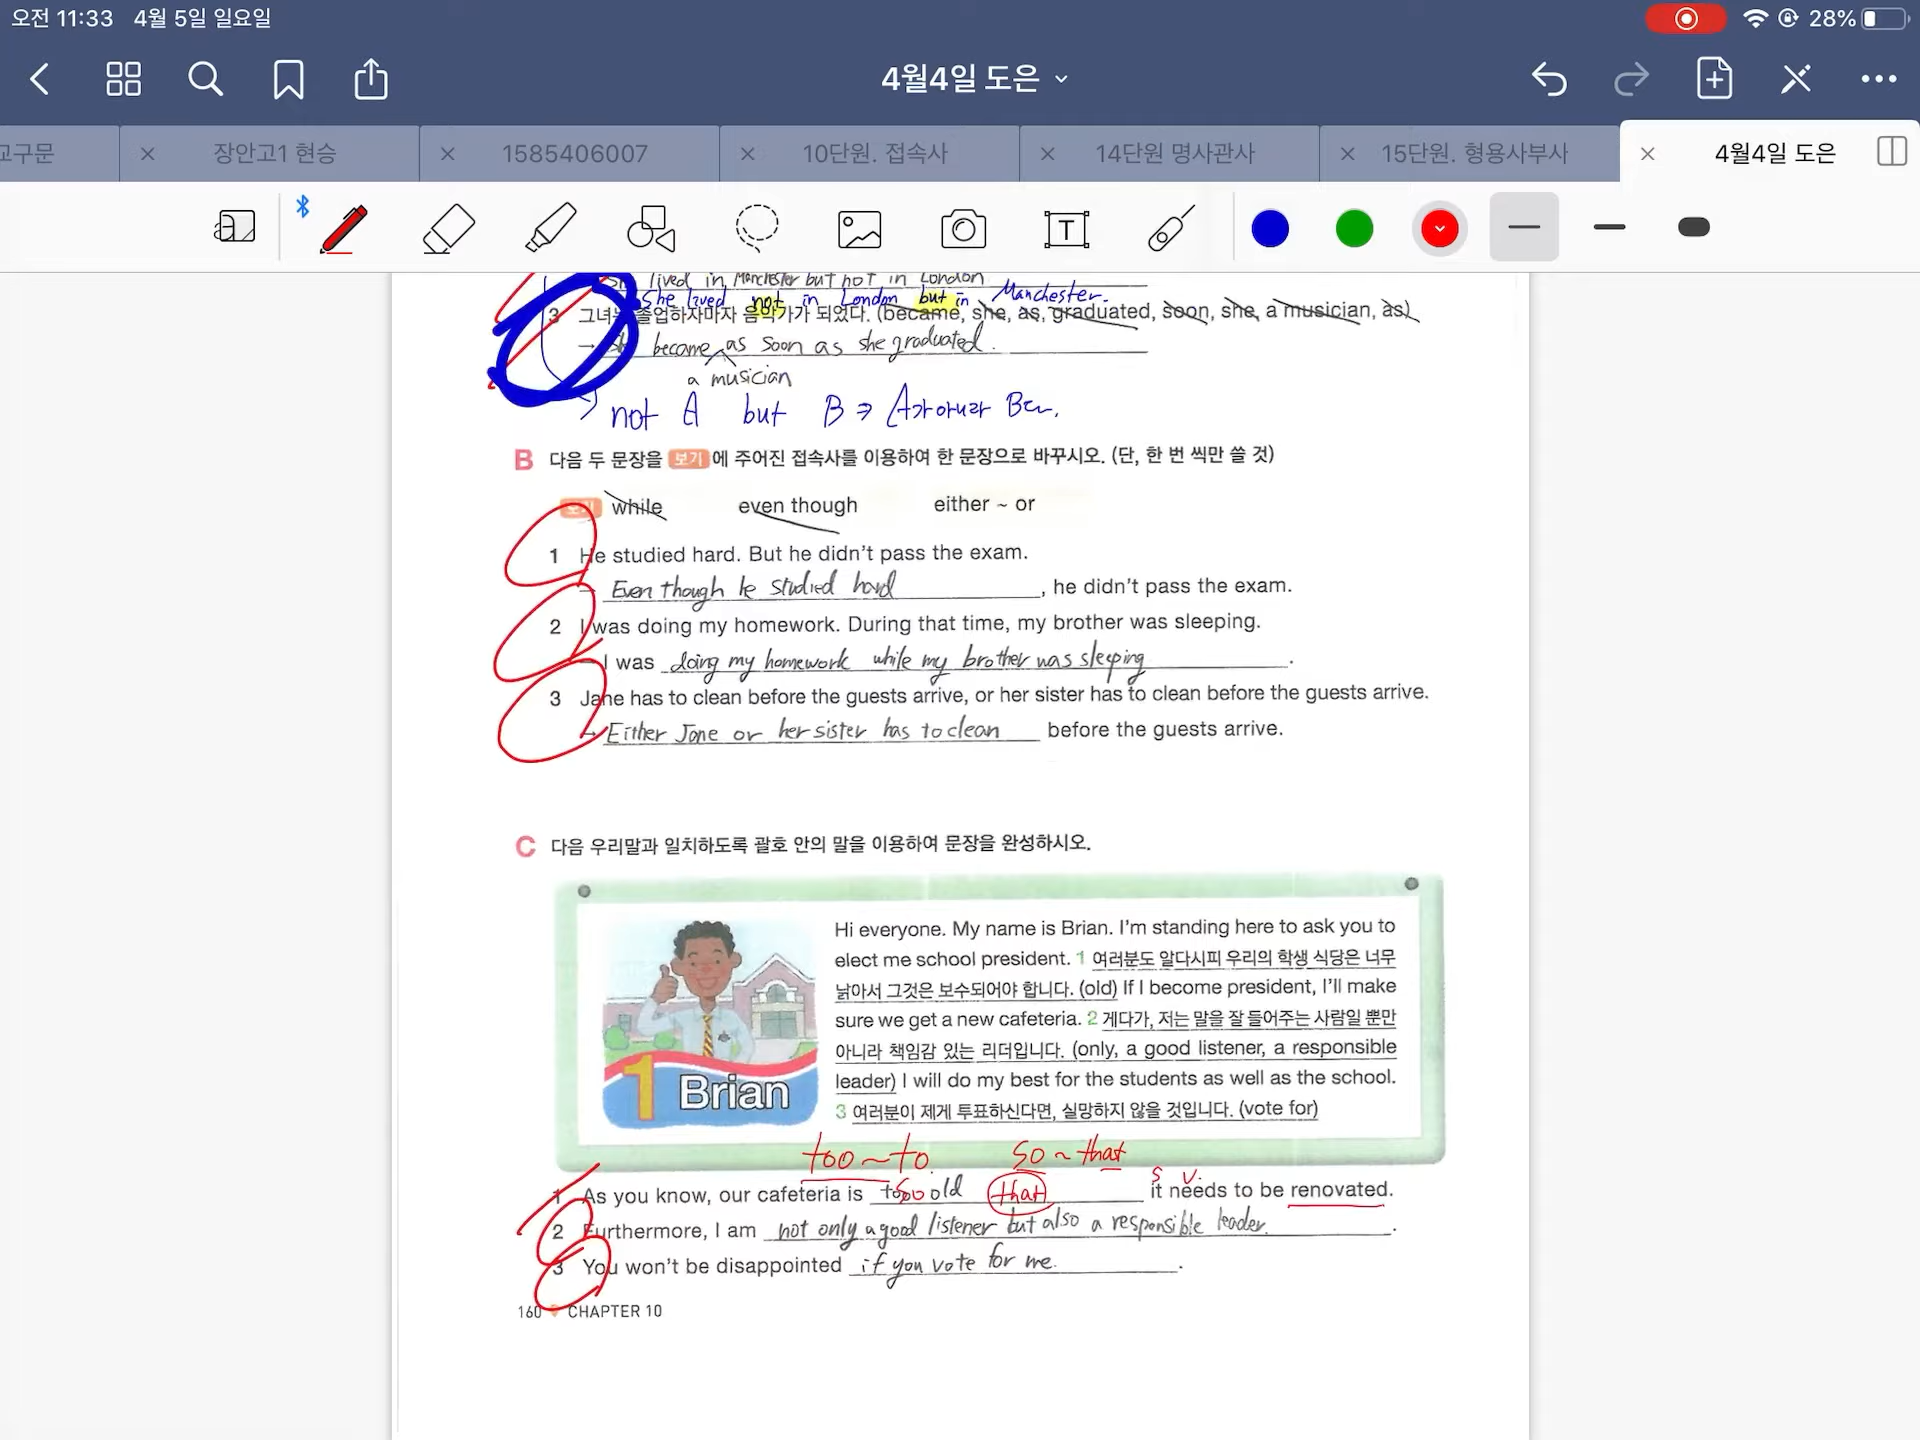 오전 11:33 4월 5일 일요일
28%
4월4일 도은
교구문
장안고1 현승
1585406007
10단원. 접속사
14단원 명사관사
15단원. 형용사부사
4월4일 도은
lived in Manchester but not in London
She lived not in London but in Manchester.
3 그녀는 졸업하자마자 음악가가 되었다. (became, she, as, graduated, soon, she, a musician, as)
→ became as soon as she graduated.
a musician
not A but B ⇒ A가 아니라 B
B 다음 두 문장을 보기 에 주어진 접속사를 이용하여 한 문장으로 바꾸시오. (단, 한 번 씩만 쓸 것)
보기 while even though either ~ or
1 He studied hard. But he didn't pass the exam.
→ Even though he studied hard , he didn't pass the exam.
2 I was doing my homework. During that time, my brother was sleeping.
→ I was doing my homework while my brother was sleeping .
3 Jane has to clean before the guests arrive, or her sister has to clean before the guests arrive.
→ Either Jane or her sister has to clean before the guests arrive.
C 다음 우리말과 일치하도록 괄호 안의 말을 이용하여 문장을 완성하시오.
Hi everyone. My name is Brian. I'm standing here to ask you to
elect me school president. 1 여러분도 알다시피 우리의 학생 식당은 너무
낡아서 그것은 보수되어야 합니다. (old) If I become president, I'll make
sure we get a new cafeteria. 2 게다가, 저는 말을 잘 들어주는 사람일 뿐만
아니라 책임감 있는 리더입니다. (only, a good listener, a responsible
leader) I will do my best for the students as well as the school.
3 여러분이 제게 투표하신다면, 실망하지 않을 것입니다. (vote for)
1 Brian
too ~ to so ~ that
s v.
1 As you know, our cafeteria is so old that it needs to be renovated.
2 Furthermore, I am not only a good listener but also a responsible leader. .
3 You won't be disappointed if you vote for me. .
160 CHAPTER 10